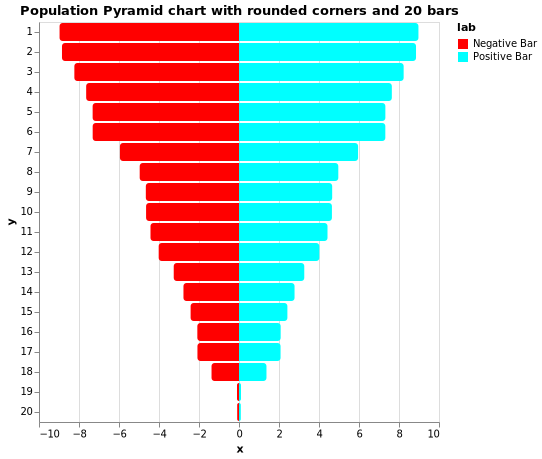 Population Pyramid chart with rounded corners and 20 bars
lab
Negative Bar
Positive Bar
y
1
2
3
4
5
6
7
8
9
10
11
12
13
14
15
16
17
18
19
20
−10 −8 −6 −4 −2 0 2 4 6 8 10
x